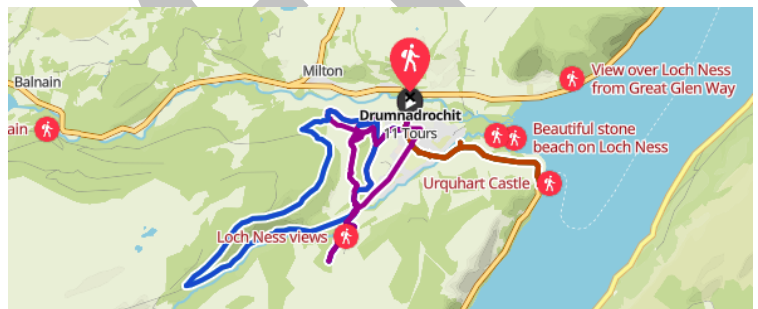 Balnain
Milton
View over Loch Ness
from Great Glen Way
ain
Drumnadrochit
11 Tours
Beautiful stone
beach on Loch Ness
Urquhart Castle
Loch Ness views